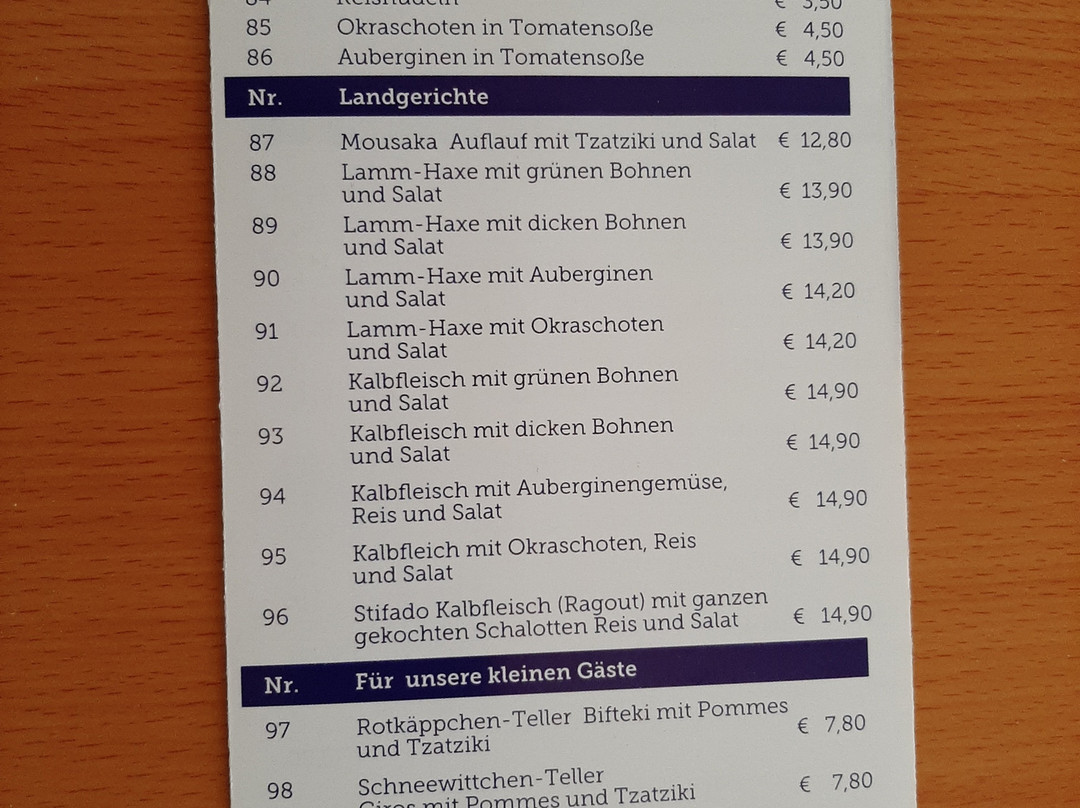 84 Reisnudeln € 3,50
85 Okraschoten in Tomatensoße € 4,50
86 Auberginen in Tomatensoße € 4,50
Nr. Landgerichte
87 Mousaka Auflauf mit Tzatziki und Salat € 12,80
88 Lamm-Haxe mit grünen Bohnen
und Salat € 13,90
89 Lamm-Haxe mit dicken Bohnen
und Salat € 13,90
90 Lamm-Haxe mit Auberginen
und Salat € 14,20
91 Lamm-Haxe mit Okraschoten
und Salat € 14,20
92 Kalbfleisch mit grünen Bohnen
und Salat € 14,90
93 Kalbfleisch mit dicken Bohnen
und Salat € 14,90
94 Kalbfleisch mit Auberginengemüse,
Reis und Salat € 14,90
95 Kalbfleich mit Okraschoten, Reis
und Salat € 14,90
96 Stifado Kalbfleisch (Ragout) mit ganzen
gekochten Schalotten Reis und Salat € 14,90
Nr. Für unsere kleinen Gäste
97 Rotkäppchen-Teller Bifteki mit Pommes
und Tzatziki € 7,80
98 Schneewittchen-Teller
Giros mit Pommes und Tzatziki € 7,80